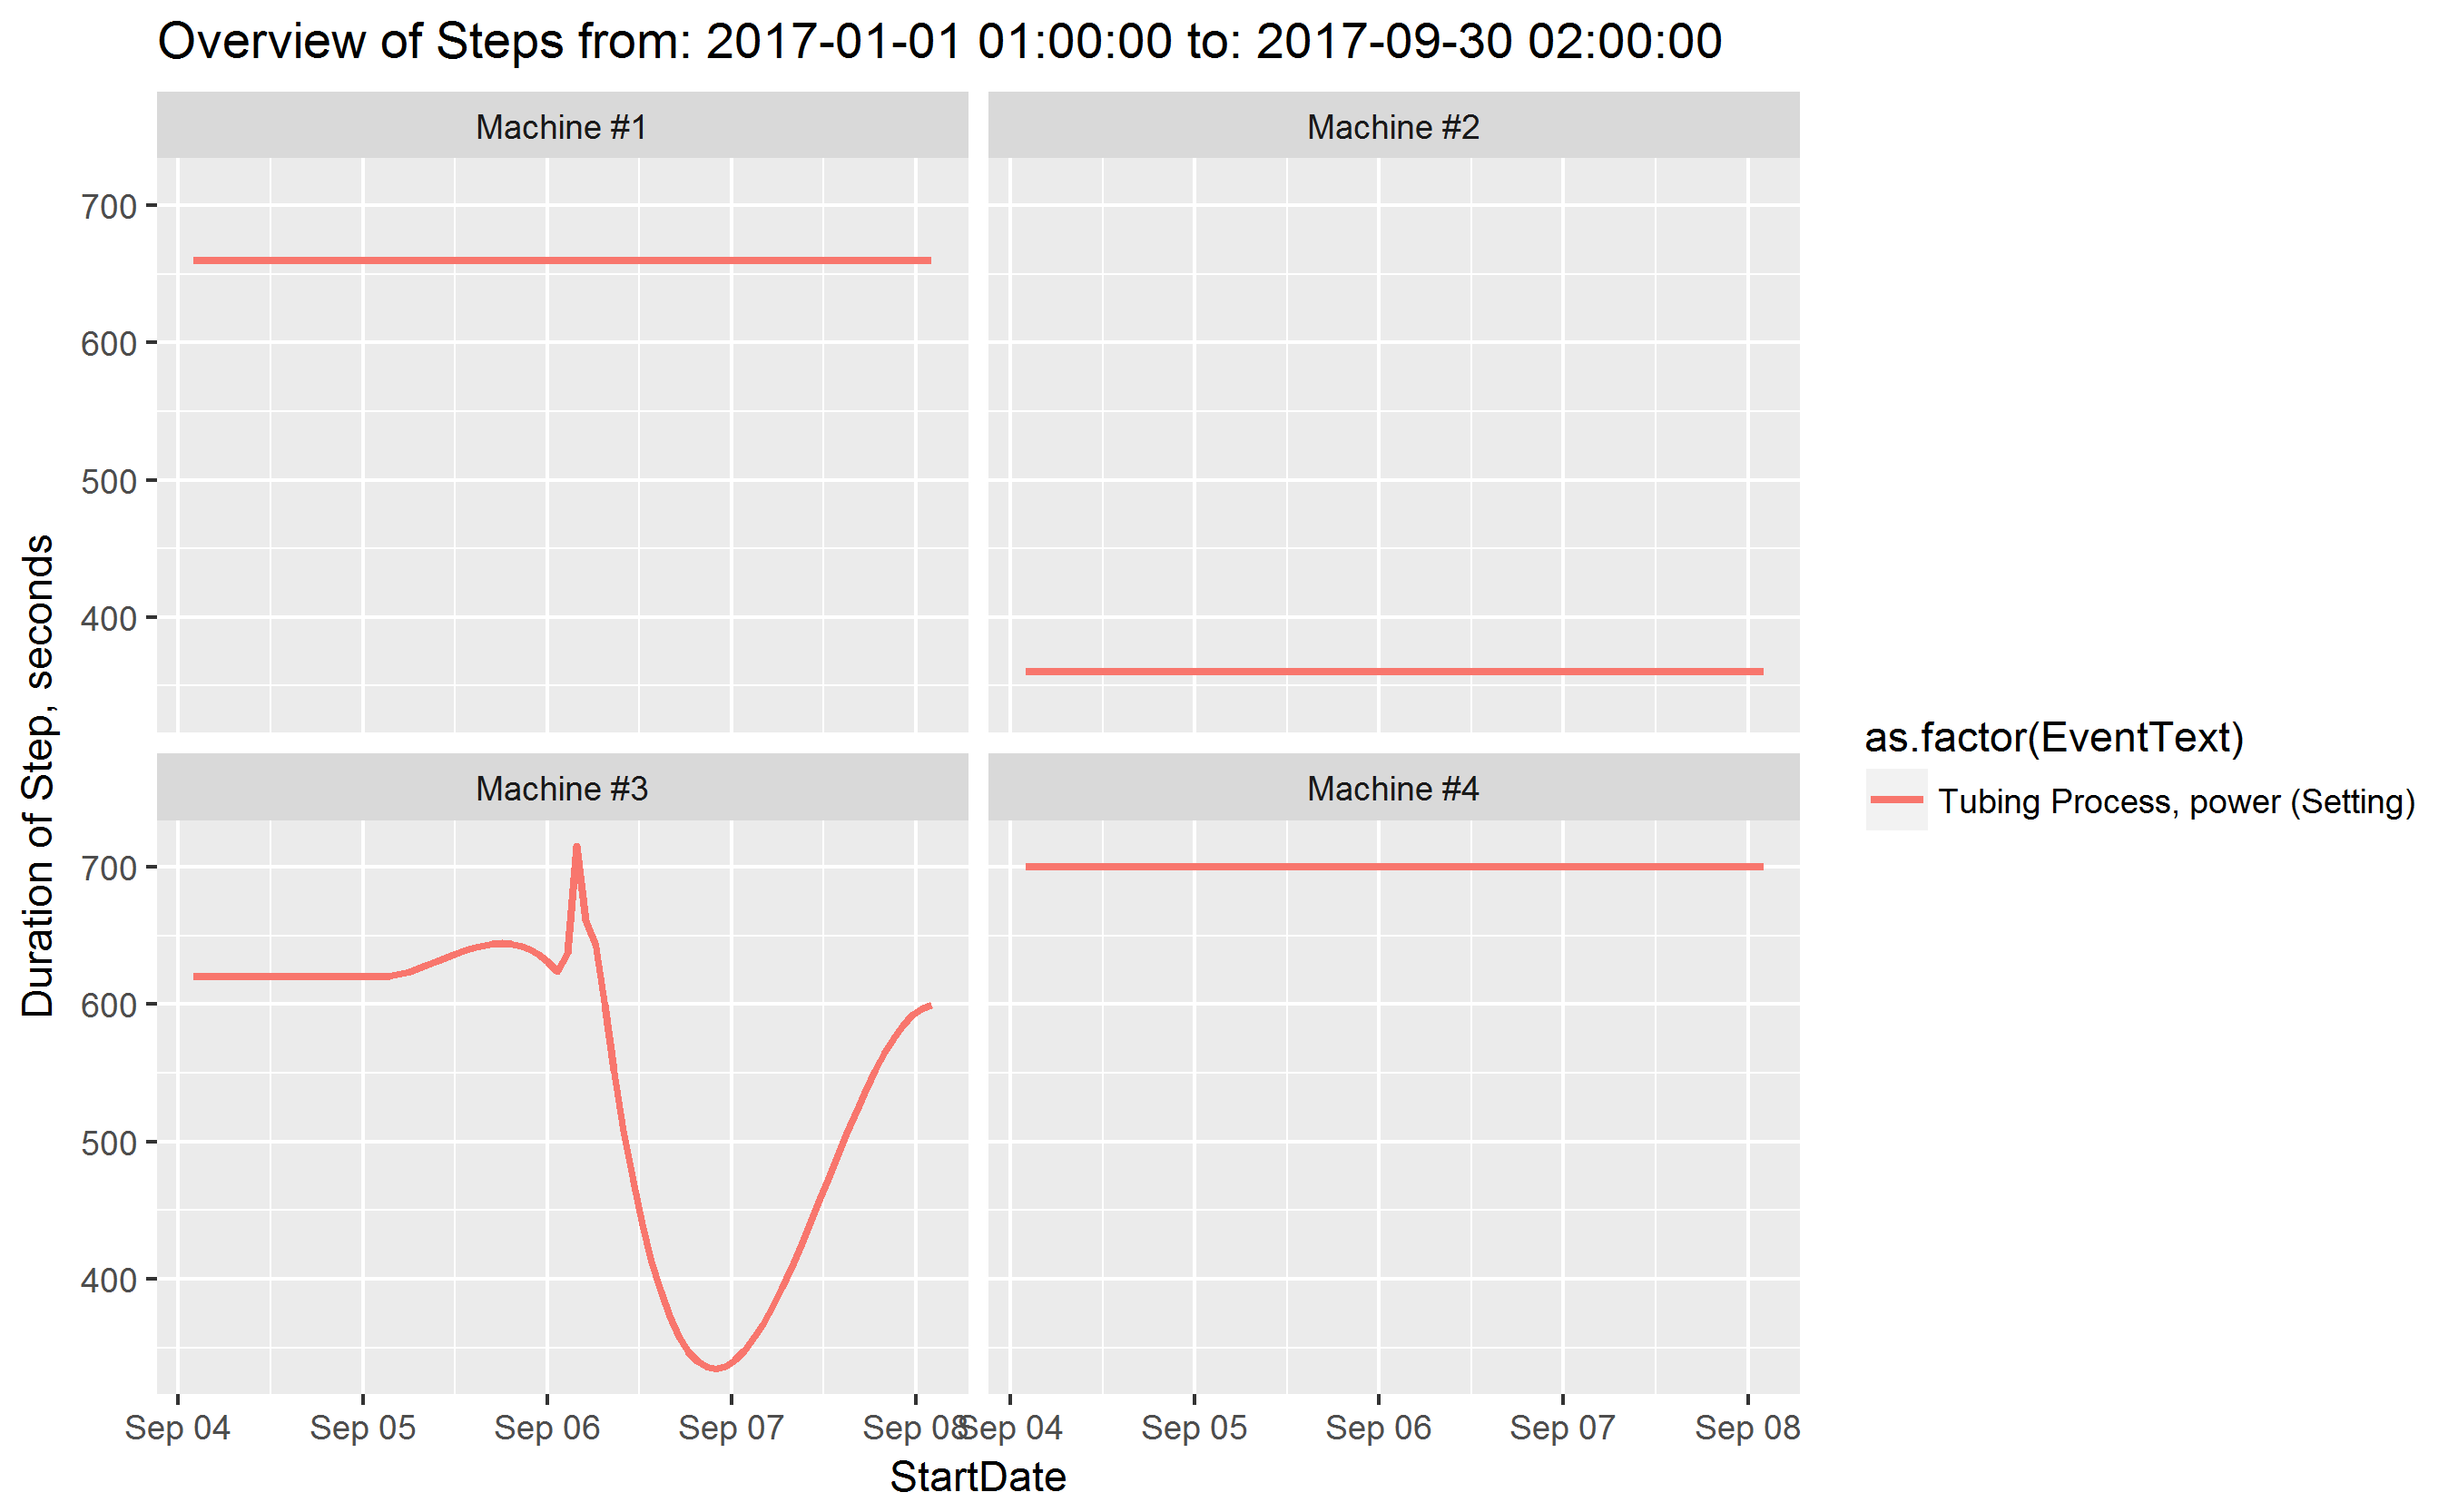 Overview of Steps from: 2017-01-01 01:00:00 to: 2017-09-30 02:00:00
Machine #1
Machine #2
700
600
500
400
Duration of Step, seconds
Machine #3
Machine #4
700
600
500
400
Sep 04
Sep 05
Sep 06
Sep 07
Sep 08
Sep 04
Sep 05
Sep 06
Sep 07
Sep 08
StartDate
as.factor(EventText)
Tubing Process, power (Setting)